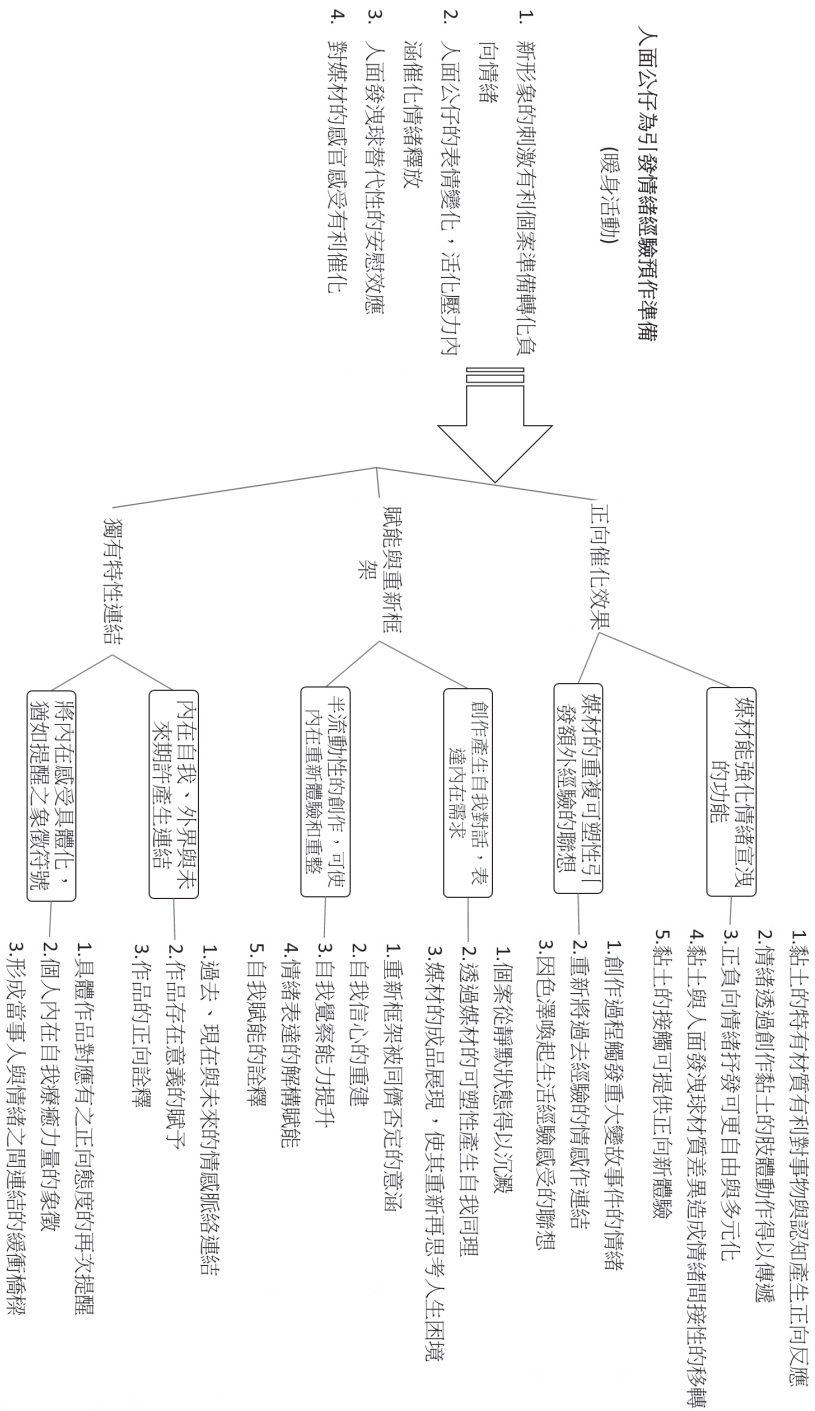 人面公仔為引發情緒經驗預作準備
(暖身活動)
1. 新形象的刺激有利個案準備轉化負
向情緒
2. 人面公仔的表情變化，活化壓力內
涵催化情緒釋放
3. 人面發洩球替代性的安慰效應
4. 對媒材的感官感受有利催化
正向催化效果
媒材能強化情緒宣洩
的功能
1.黏土的特有材質有利對事物與認知產生正向反應
2.情緒透過創作黏土的肢體動作得以傳遞
3.正負向情緒抒發可更自由與多元化
4.黏土與人面發洩球材質差異造成情緒間接性的移轉
5.黏土的接觸可提供正向新體驗
媒材的重複可塑性引
發額外經驗的聯想
1.創作過程觸發重大變故事件的情緒
2.重新將過去經驗的情感作連結
3.因色澤喚起生活經驗感受的聯想
賦能與重新框
架
創作產生自我對話，表
達內在需求
1.個案從靜默狀態得以沉澱
2.透過媒材的可塑性產生自我同理
3.媒材的成品展現，使其重新再思考人生困境
半流動性的創作，可使
內在重新體驗和重整
1.重新框架被同儕否定的意涵
2.自我信心的重建
3.自我覺察能力提升
4.情緒表達的解構賦能
5.自我賦能的詮釋
獨有特性連結
內在自我、外界與未
來期許產生連結
1.過去、現在與未來的情感脈絡連結
2.作品存在意義的賦予
3.作品的正向詮釋
將內在感受具體化，
猶如提醒之象徵符號
1.具體作品對應有之正向態度的再次提醒
2.個人內在自我療癒力量的象徵
3.形成當事人與情緒之間連結的緩衝橋樑